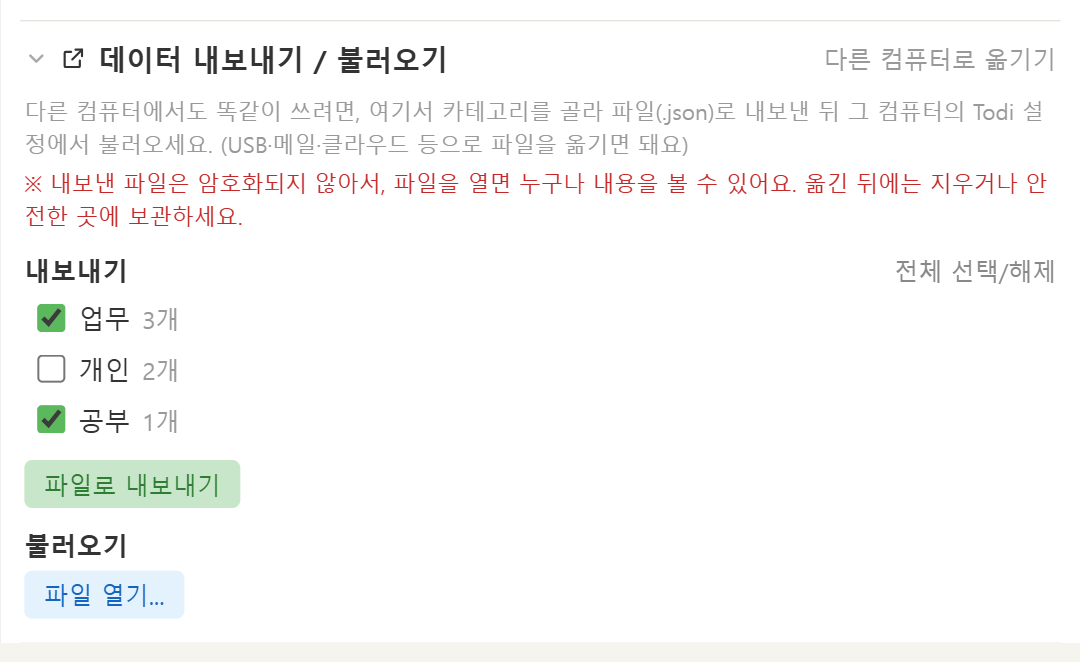 데이터 내보내기 / 불러오기 다른 컴퓨터로 옮기기
다른 컴퓨터에서도 똑같이 쓰려면, 여기서 카테고리를 골라 파일(.json)로 내보낸 뒤 그 컴퓨터의 Todi 설
정에서 불러오세요. (USB·메일·클라우드 등으로 파일을 옮기면 돼요)
※ 내보낸 파일은 암호화되지 않아서, 파일을 열면 누구나 내용을 볼 수 있어요. 옮긴 뒤에는 지우거나 안
전한 곳에 보관하세요.
내보내기 전체 선택/해제
업무 3개
개인 2개
공부 1개
파일로 내보내기
불러오기
파일 열기...